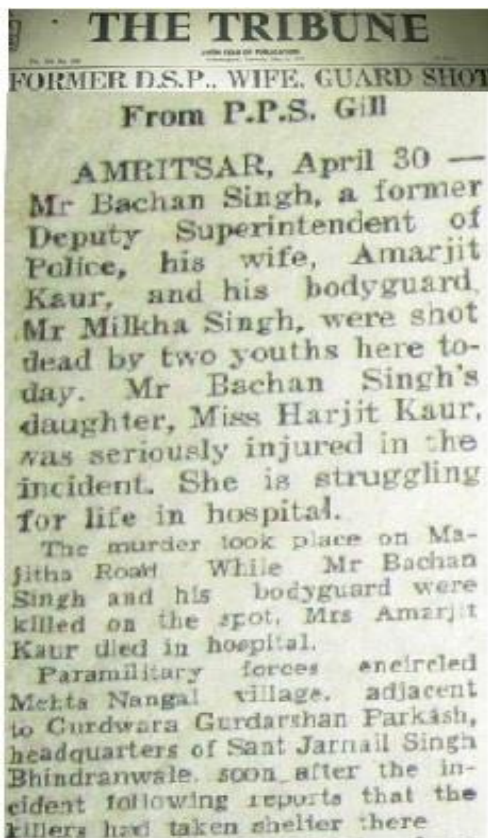 THE TRIBUNE
FORMER D.S.P., WIFE, GUARD SHOT
From P.P.S. Gill
AMRITSAR, April 30 —
Mr Bachan Singh, a former
Deputy Superintendent of
Police, his wife, Amarjit
Kaur, and his bodyguard,
Mr Milkha Singh, were shot
dead by two youths here to-
day. Mr Bachan Singh's
daughter, Miss Harjit Kaur,
was seriously injured in the
incident. She is struggling
for life in hospital.
The murder took place on Ma-
jitha Road. While Mr Bachan
Singh and his bodyguard were
killed on the spot, Mrs Amarjit
Kaur died in hospital.
Paramilitary forces encircled
Mehta Nangal village, adjacent
to Gurdwara Gurdarshan Parkash,
headquarters of Sant Jarnail Singh
Bhindranwale, soon after the in-
cident following reports that the
killers had taken shelter there